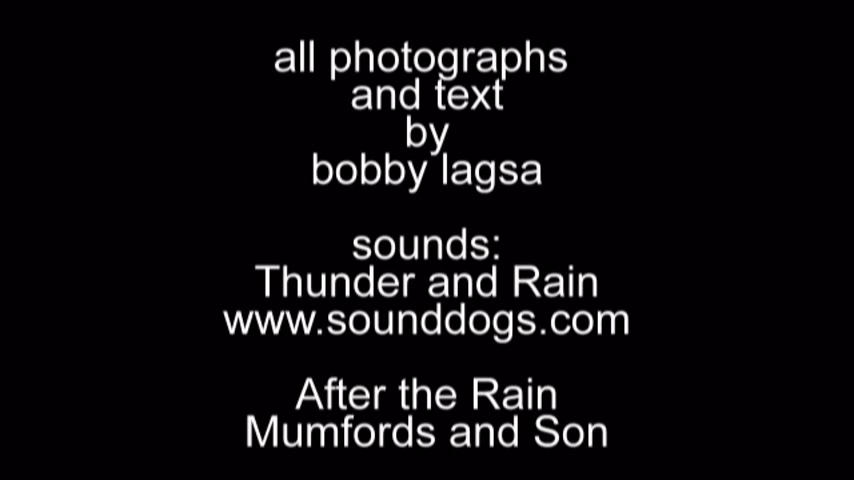 all photographs
and text
by
bobby lagsa
sounds:
Thunder and Rain
www.sounddogs.com
After the Rain
Mumfords and Son